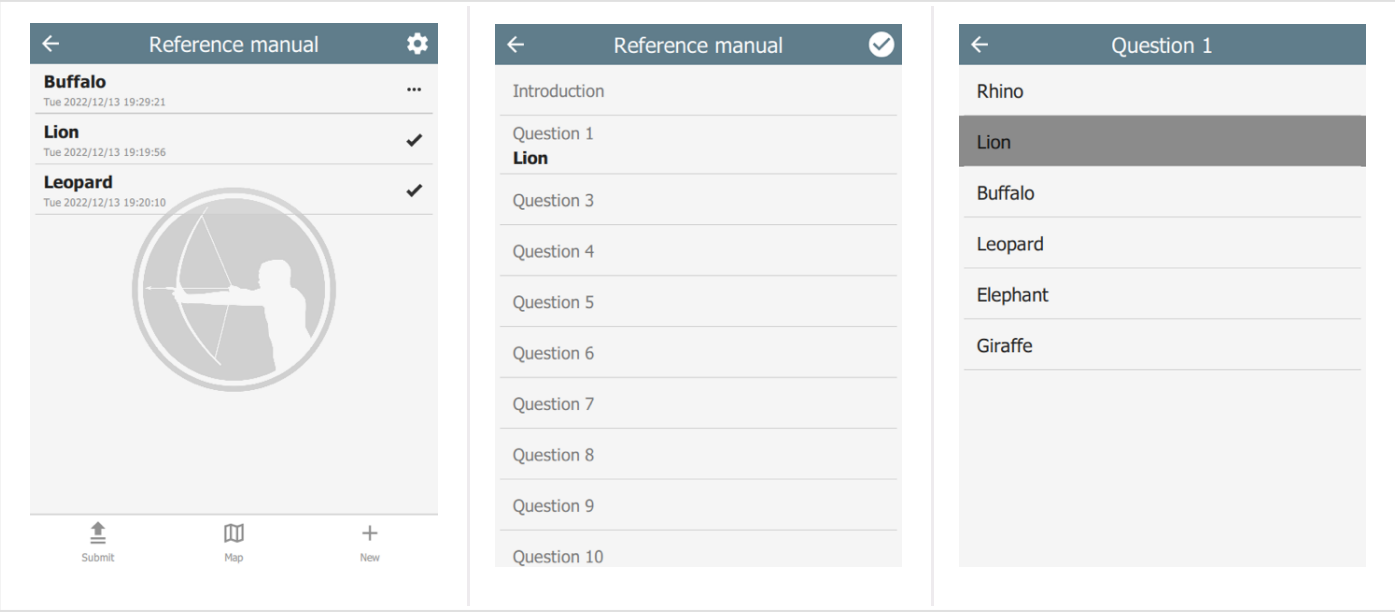 Reference manual
Buffalo
Tue 2022/12/13 19:29:21
Lion
Tue 2022/12/13 19:19:56
Leopard
Tue 2022/12/13 19:20:10
Submit
Map
New
Reference manual
Introduction
Question 1
Lion
Question 3
Question 4
Question 5
Question 6
Question 7
Question 8
Question 9
Question 10
Question 1
Rhino
Lion
Buffalo
Leopard
Elephant
Giraffe